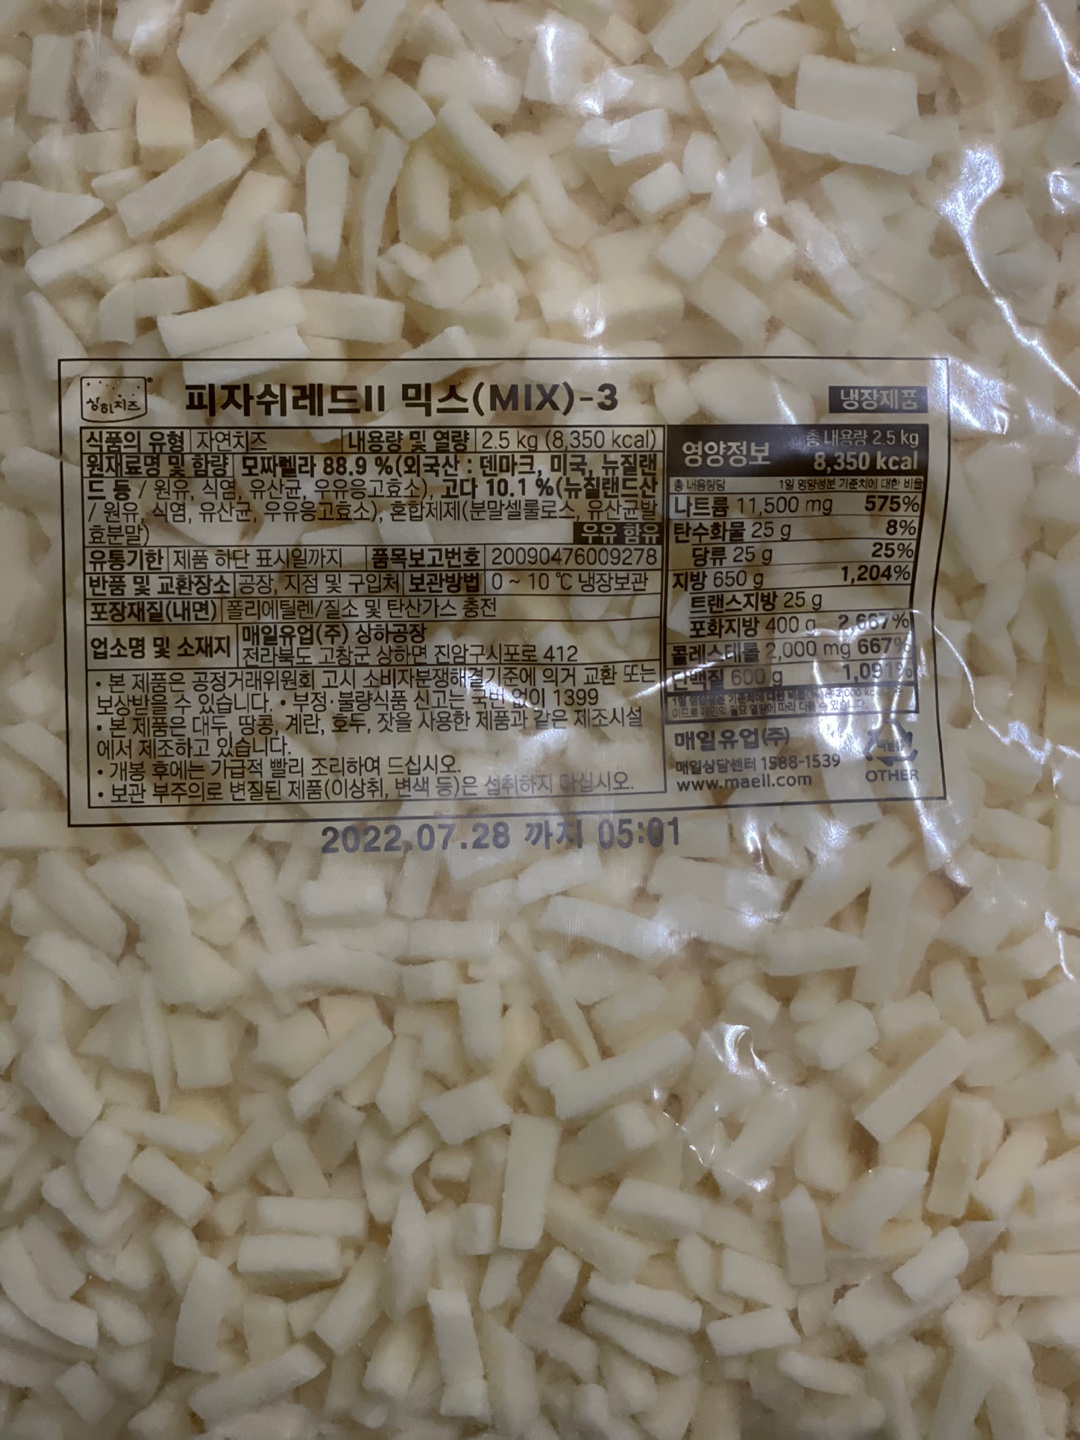 상하치즈 피자쉬레드II 믹스(MIX)-3 냉장제품
식품의 유형 자연치즈 내용량 및 열량 2.5 kg (8,350 kcal)
원재료명 및 함량 모짜렐라 88.9 %(외국산 : 덴마크, 미국, 뉴질랜
드 등 / 원유, 식염, 유산균, 우유응고효소), 고다 10.1 %(뉴질랜드산
/ 원유, 식염, 유산균, 우유응고효소), 혼합제제(분말셀룰로스, 유산균발
효분말) 우유 함유
유통기한 제품 하단 표시일까지 품목보고번호 20090476009278
반품 및 교환장소 공장, 지점 및 구입처 보관방법 0 ~ 10 ℃ 냉장보관
포장재질(내면) 폴리에틸렌/질소 및 탄산가스 충전
업소명 및 소재지 매일유업(주) 상하공장
전라북도 고창군 상하면 진암구시포로 412
• 본 제품은 공정거래위원회 고시 소비자분쟁해결기준에 의거 교환 또는
보상받을 수 있습니다. • 부정·불량식품 신고는 국번 없이 1399
• 본 제품은 대두, 땅콩, 계란, 호두, 잣을 사용한 제품과 같은 제조시설
에서 제조하고 있습니다.
• 개봉 후에는 가급적 빨리 조리하여 드십시오.
• 보관 부주의로 변질된 제품(이상취, 변색 등)은 섭취하지 마십시오.
영양정보 총 내용량 2.5 kg
8,350 kcal
총 내용량당 1일 영양성분 기준치에 대한 비율
나트륨 11,500 mg 575%
탄수화물 25 g 8%
당류 25 g 25%
지방 650 g 1,204%
트랜스지방 25 g
포화지방 400 g 2,667%
콜레스테롤 2,000 mg 667%
단백질 600 g 1,091%
매일유업(주)
매일상담센터 1588-1539
www.maeil.com
OTHER
2022.07.28 까지 05:01